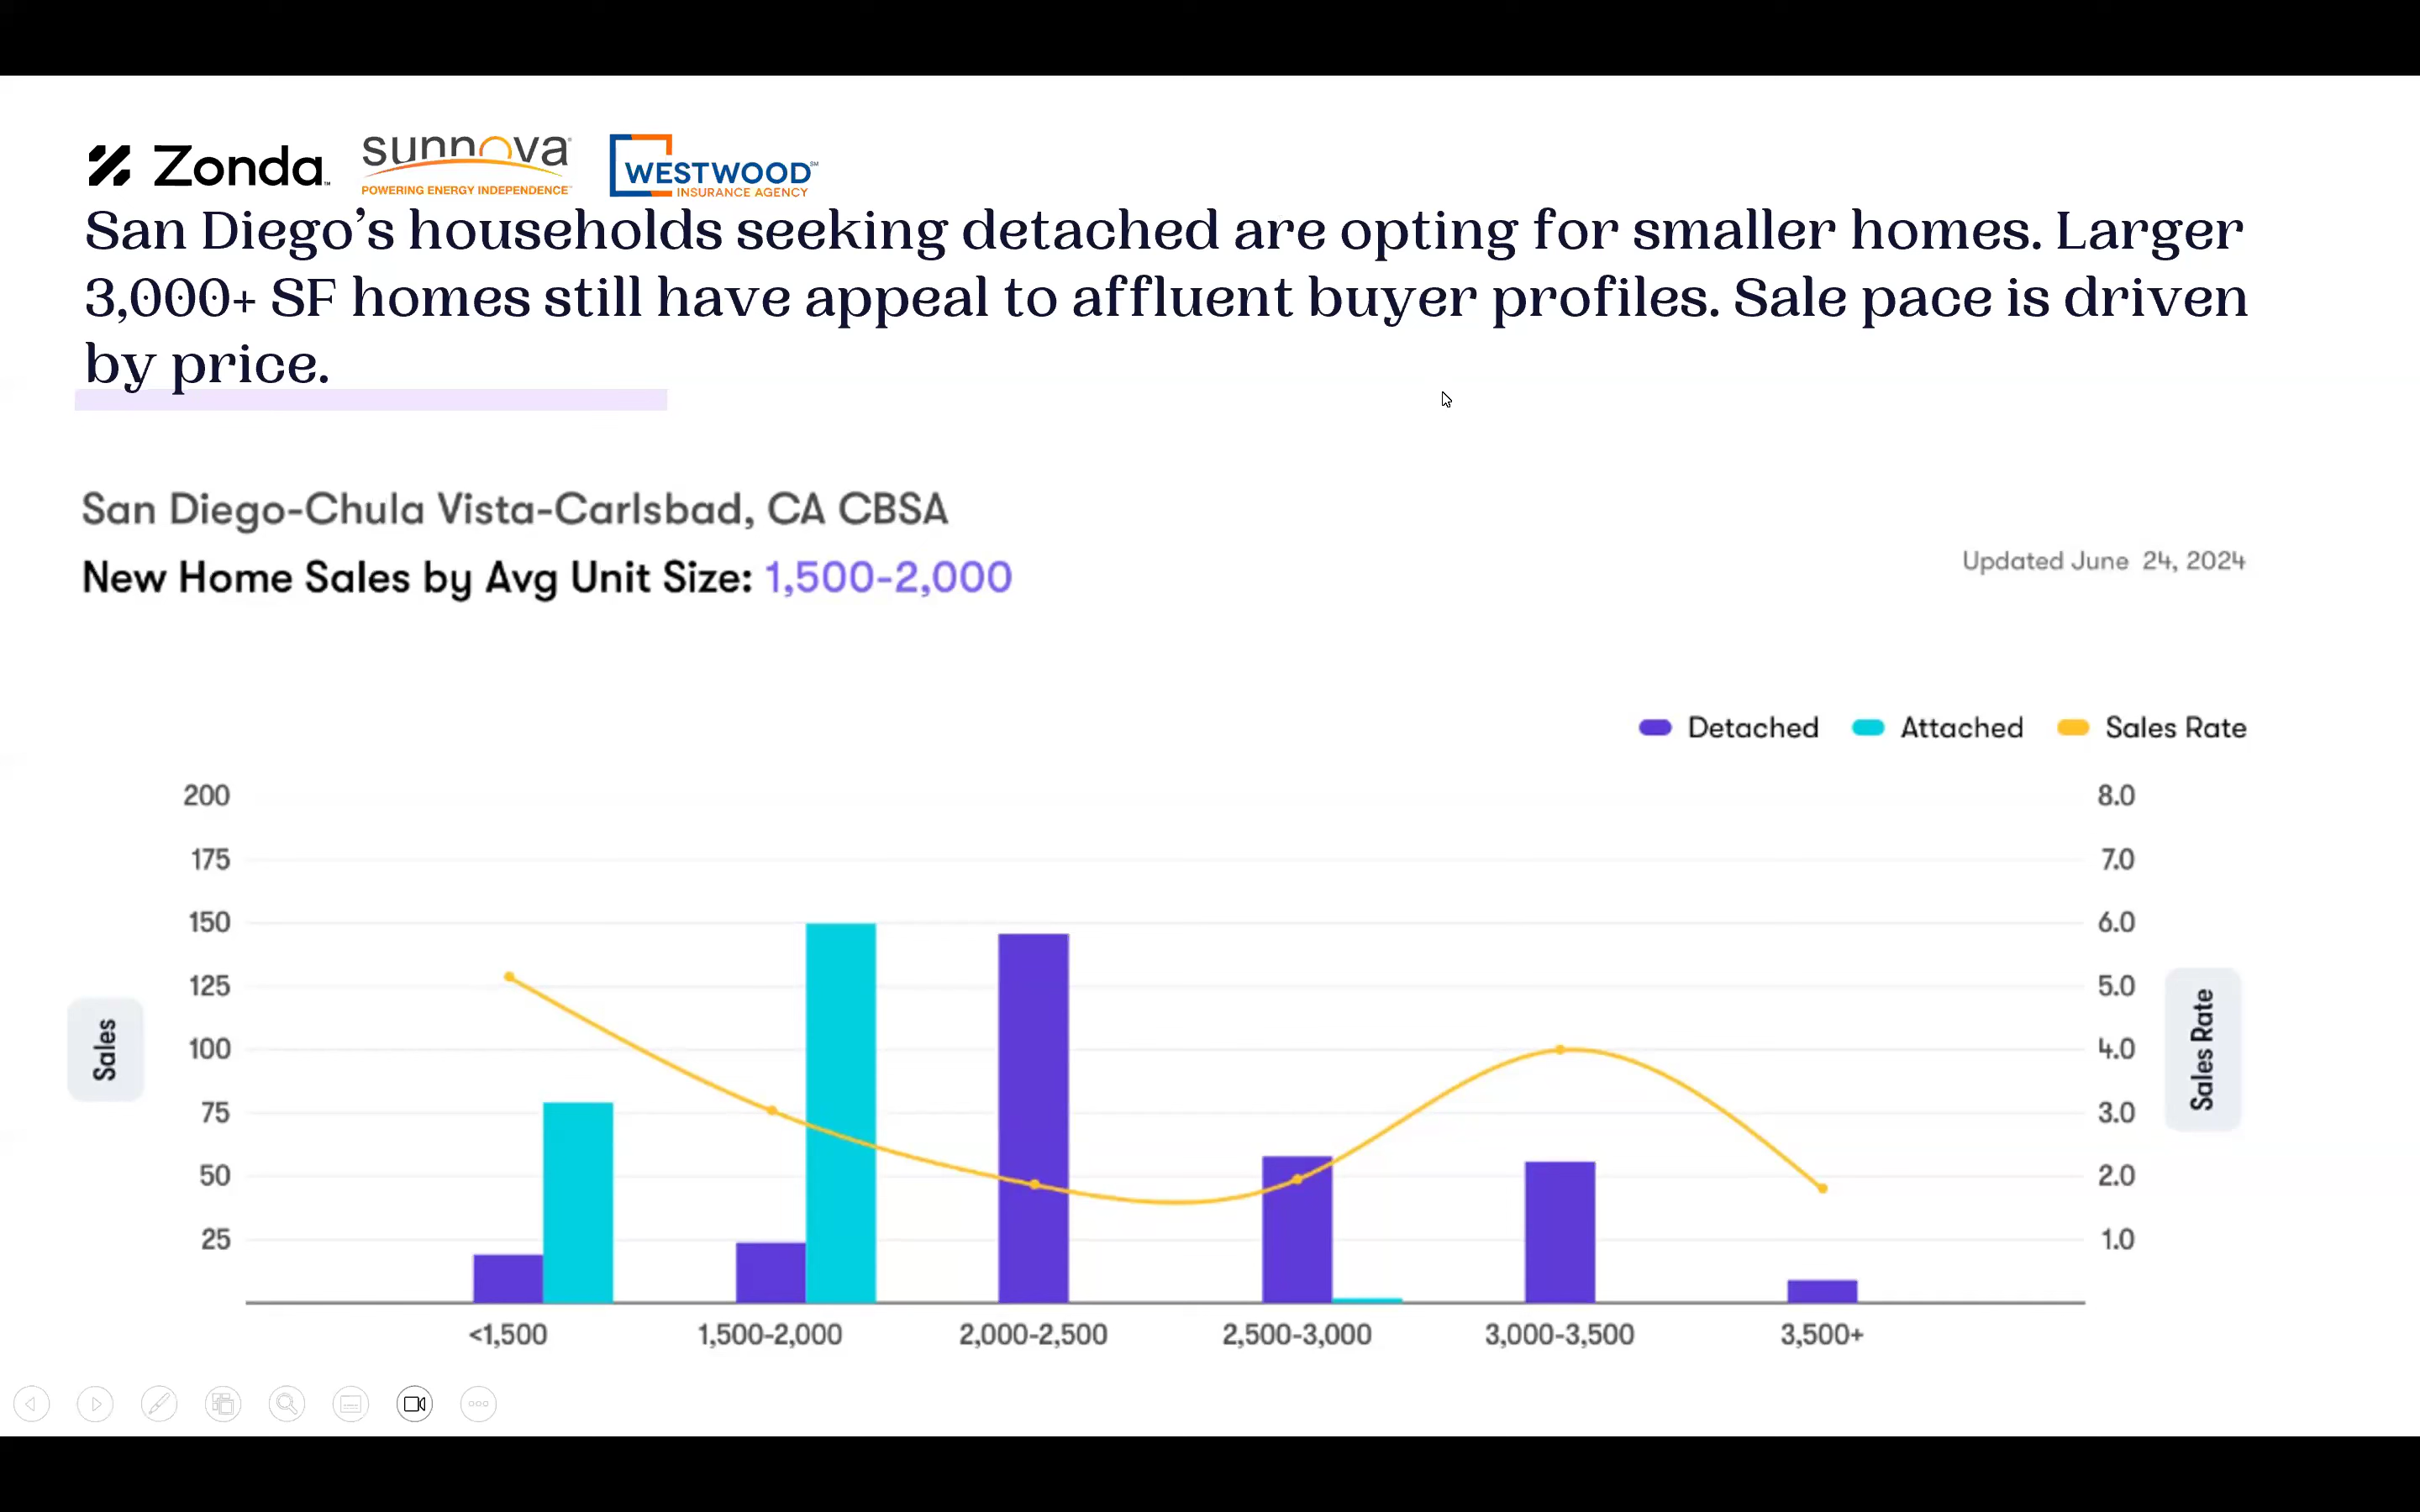 Zonda™
sunnova
POWERING ENERGY INDEPENDENCE™
WESTWOOD℠
INSURANCE AGENCY
San Diego’s households seeking detached are opting for smaller homes. Larger
3,000+ SF homes still have appeal to affluent buyer profiles. Sale pace is driven
by price.
San Diego-Chula Vista-Carlsbad, CA CBSA
New Home Sales by Avg Unit Size: 1,500-2,000
Updated June 24, 2024
Detached Attached Sales Rate
200 8.0
175 7.0
150 6.0
125 5.0
100 4.0
75 3.0
50 2.0
25 1.0
Sales
Sales Rate
<1,500 1,500-2,000 2,000-2,500 2,500-3,000 3,000-3,500 3,500+